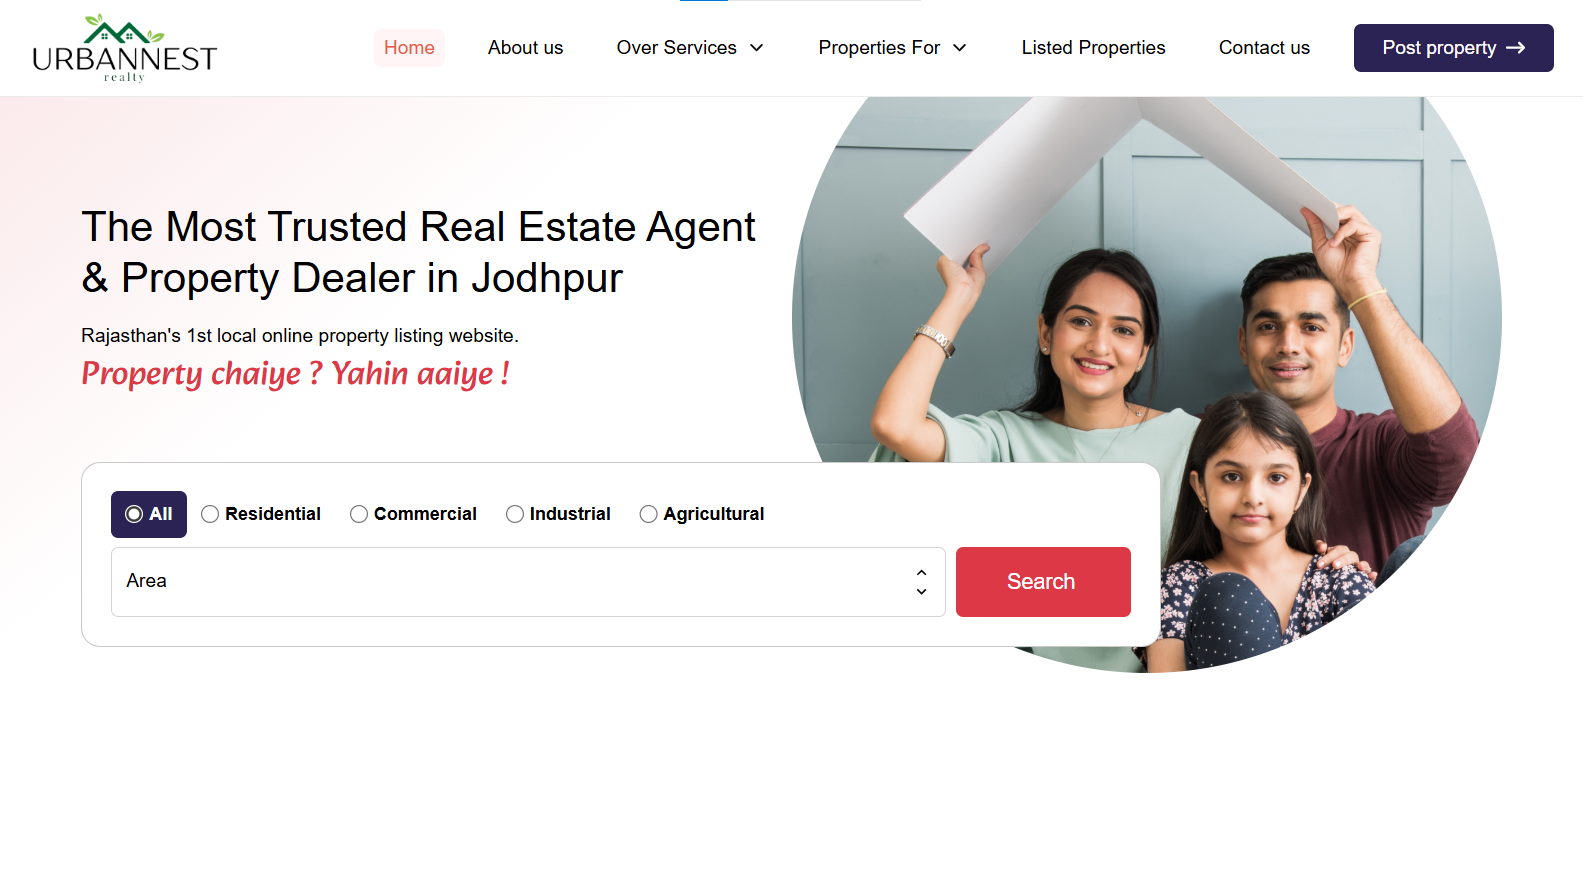 URBANNEST
realty
Home
About us
Over Services
Properties For
Listed Properties
Contact us
Post property
The Most Trusted Real Estate Agent
& Property Dealer in Jodhpur
Rajasthan's 1st local online property listing website.
Property chaiye ? Yahin aaiye !
All
Residential
Commercial
Industrial
Agricultural
Area
Search